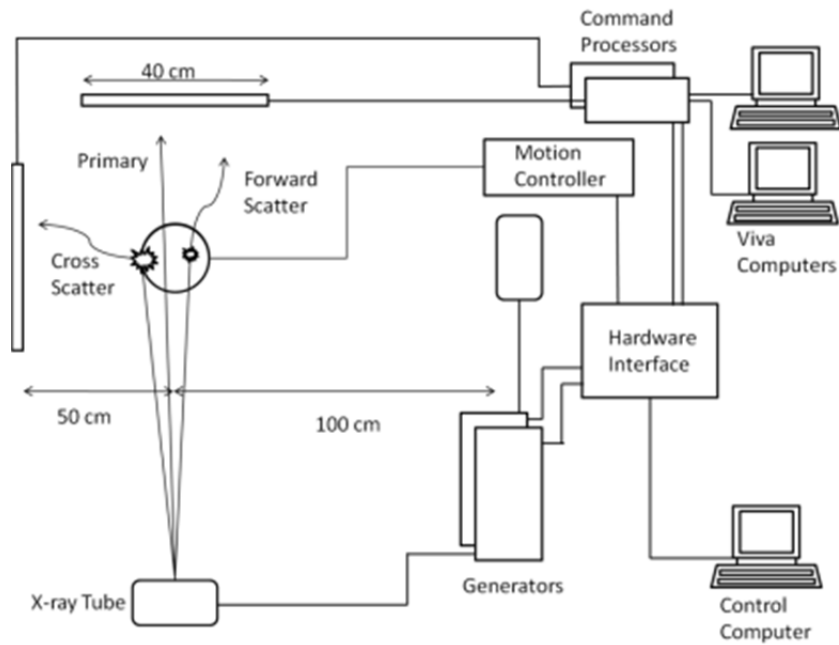 Command
Processors
40 cm
Primary
Forward
Scatter
Motion
Controller
Cross
Scatter
Viva
Computers
Hardware
Interface
50 cm
100 cm
Generators
X-ray Tube
Control
Computer